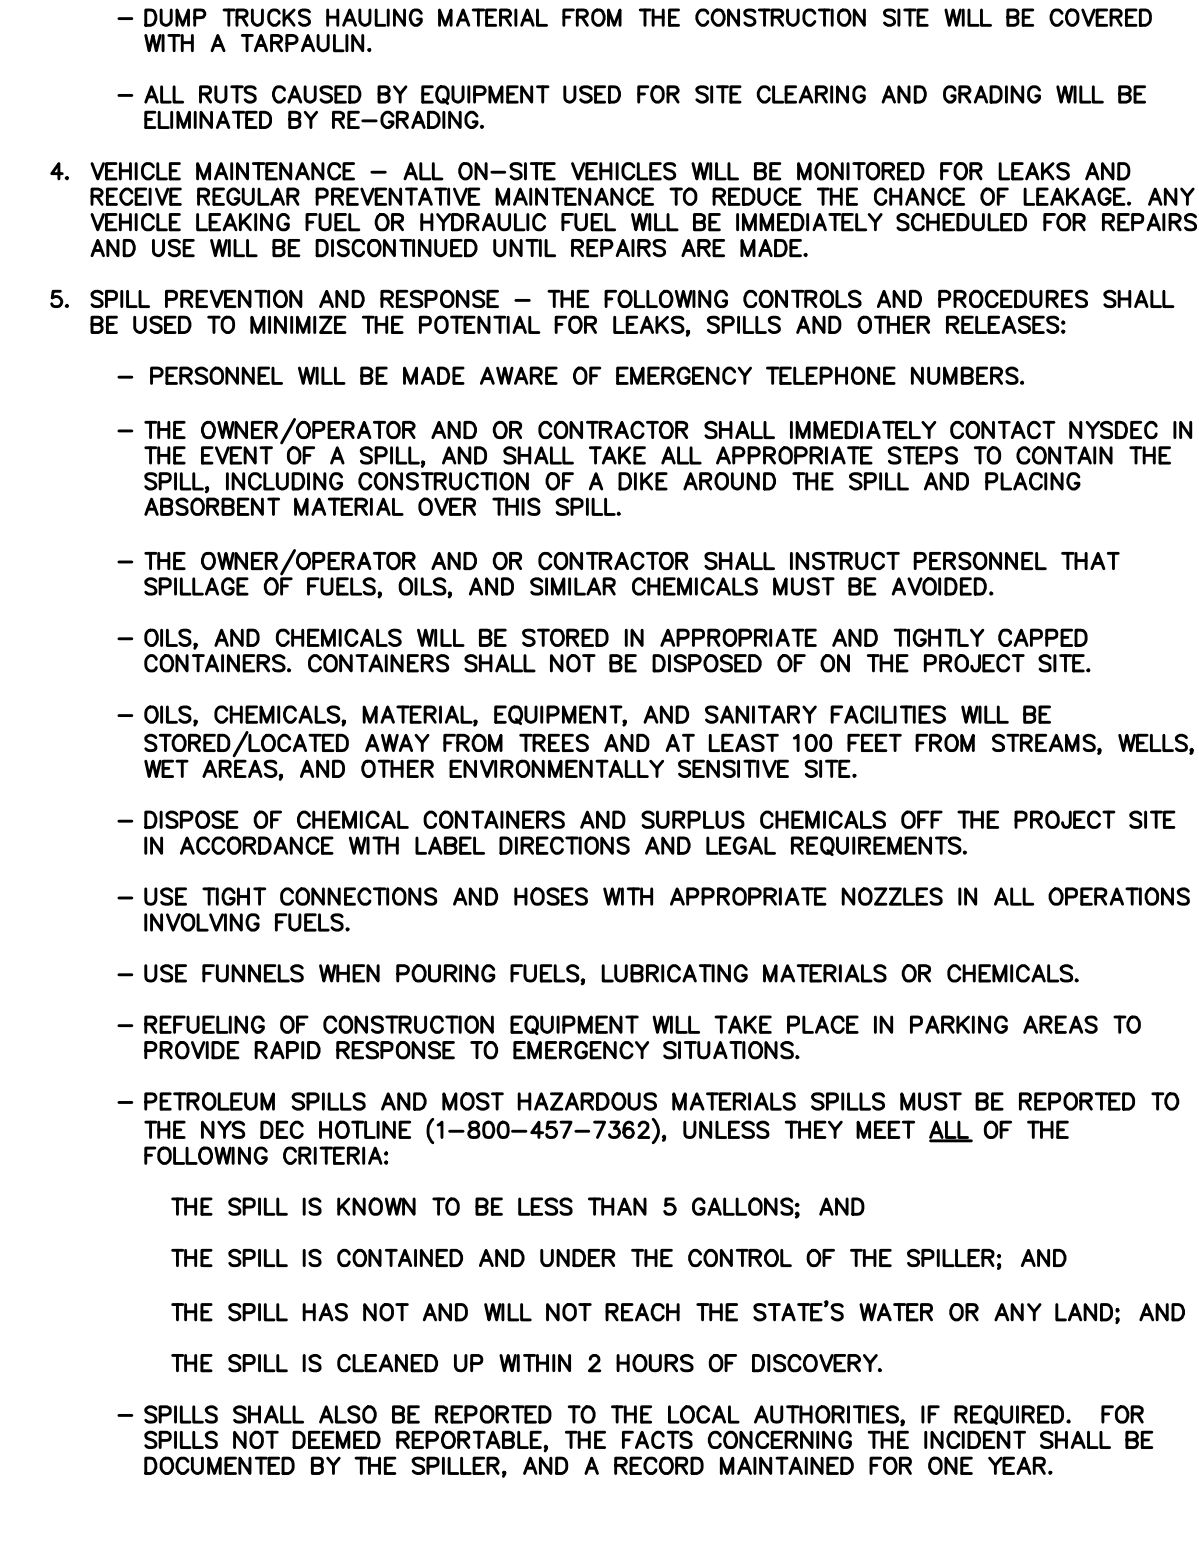 – DUMP TRUCKS HAULING MATERIAL FROM THE CONSTRUCTION SITE WILL BE COVERED
WITH A TARPAULIN.
– ALL RUTS CAUSED BY EQUIPMENT USED FOR SITE CLEARING AND GRADING WILL BE
ELIMINATED BY RE–GRADING.
4. VEHICLE MAINTENANCE – ALL ON–SITE VEHICLES WILL BE MONITORED FOR LEAKS AND
RECEIVE REGULAR PREVENTATIVE MAINTENANCE TO REDUCE THE CHANCE OF LEAKAGE. ANY
VEHICLE LEAKING FUEL OR HYDRAULIC FUEL WILL BE IMMEDIATELY SCHEDULED FOR REPAIRS
AND USE WILL BE DISCONTINUED UNTIL REPAIRS ARE MADE.
5. SPILL PREVENTION AND RESPONSE – THE FOLLOWING CONTROLS AND PROCEDURES SHALL
BE USED TO MINIMIZE THE POTENTIAL FOR LEAKS, SPILLS AND OTHER RELEASES:
– PERSONNEL WILL BE MADE AWARE OF EMERGENCY TELEPHONE NUMBERS.
– THE OWNER/OPERATOR AND OR CONTRACTOR SHALL IMMEDIATELY CONTACT NYSDEC IN
THE EVENT OF A SPILL, AND SHALL TAKE ALL APPROPRIATE STEPS TO CONTAIN THE
SPILL, INCLUDING CONSTRUCTION OF A DIKE AROUND THE SPILL AND PLACING
ABSORBENT MATERIAL OVER THIS SPILL.
– THE OWNER/OPERATOR AND OR CONTRACTOR SHALL INSTRUCT PERSONNEL THAT
SPILLAGE OF FUELS, OILS, AND SIMILAR CHEMICALS MUST BE AVOIDED.
– OILS, AND CHEMICALS WILL BE STORED IN APPROPRIATE AND TIGHTLY CAPPED
CONTAINERS. CONTAINERS SHALL NOT BE DISPOSED OF ON THE PROJECT SITE.
– OILS, CHEMICALS, MATERIAL, EQUIPMENT, AND SANITARY FACILITIES WILL BE
STORED/LOCATED AWAY FROM TREES AND AT LEAST 100 FEET FROM STREAMS, WELLS,
WET AREAS, AND OTHER ENVIRONMENTALLY SENSITIVE SITE.
– DISPOSE OF CHEMICAL CONTAINERS AND SURPLUS CHEMICALS OFF THE PROJECT SITE
IN ACCORDANCE WITH LABEL DIRECTIONS AND LEGAL REQUIREMENTS.
– USE TIGHT CONNECTIONS AND HOSES WITH APPROPRIATE NOZZLES IN ALL OPERATIONS
INVOLVING FUELS.
– USE FUNNELS WHEN POURING FUELS, LUBRICATING MATERIALS OR CHEMICALS.
– REFUELING OF CONSTRUCTION EQUIPMENT WILL TAKE PLACE IN PARKING AREAS TO
PROVIDE RAPID RESPONSE TO EMERGENCY SITUATIONS.
– PETROLEUM SPILLS AND MOST HAZARDOUS MATERIALS SPILLS MUST BE REPORTED TO
THE NYS DEC HOTLINE (1–800–457–7362), UNLESS THEY MEET ALL OF THE
FOLLOWING CRITERIA:
THE SPILL IS KNOWN TO BE LESS THAN 5 GALLONS; AND
THE SPILL IS CONTAINED AND UNDER THE CONTROL OF THE SPILLER; AND
THE SPILL HAS NOT AND WILL NOT REACH THE STATE'S WATER OR ANY LAND; AND
THE SPILL IS CLEANED UP WITHIN 2 HOURS OF DISCOVERY.
– SPILLS SHALL ALSO BE REPORTED TO THE LOCAL AUTHORITIES, IF REQUIRED. FOR
SPILLS NOT DEEMED REPORTABLE, THE FACTS CONCERNING THE INCIDENT SHALL BE
DOCUMENTED BY THE SPILLER, AND A RECORD MAINTAINED FOR ONE YEAR.